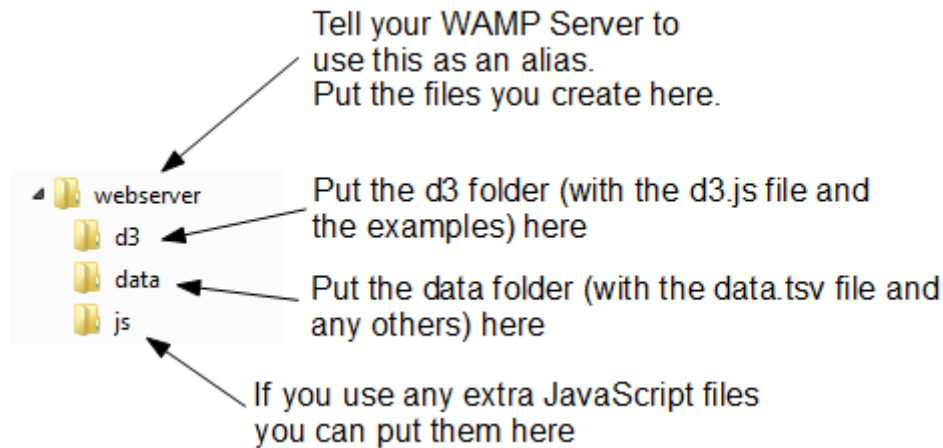 Tell your WAMP Server to
use this as an alias.
Put the files you create here.
webserver
Put the d3 folder (with the d3.js file and
the examples) here
d3
data
Put the data folder (with the data.tsv file and
any others) here
js
If you use any extra JavaScript files
you can put them here